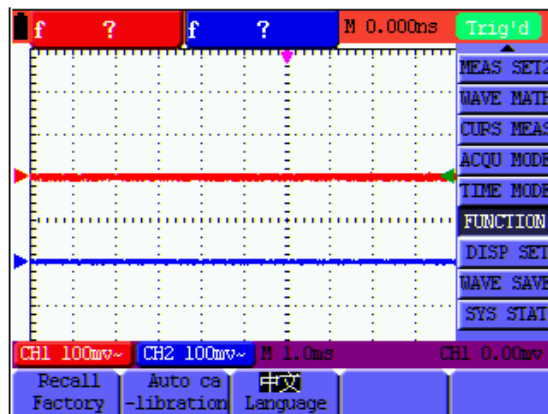 f ? f ? M 0.000ns Trig'd
MEAS SET2
WAVE MATH
CURS MEAS
ACQU MODE
TIME MODE
FUNCTION
DISP SET
WAVE SAVE
SYS STAT
CH1 100mv~ CH2 100mv~ M 1.0ms CH1 0.00mv
Recall Factory
Auto ca-libration
中文 Language